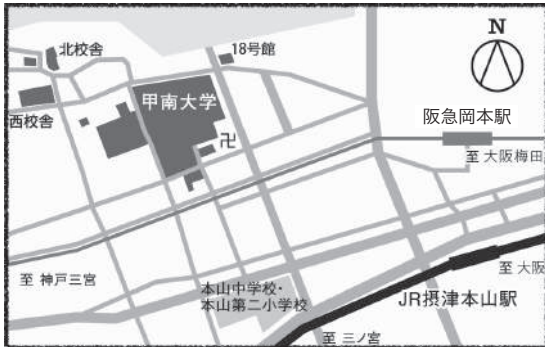 北校舎
18号館
N
甲南大学
阪急岡本駅
西校舎
卍
至 大阪梅田
至 神戸三宮
至 大阪
本山中学校・
本山第二小学校
JR摂津本山駅
至 三ノ宮